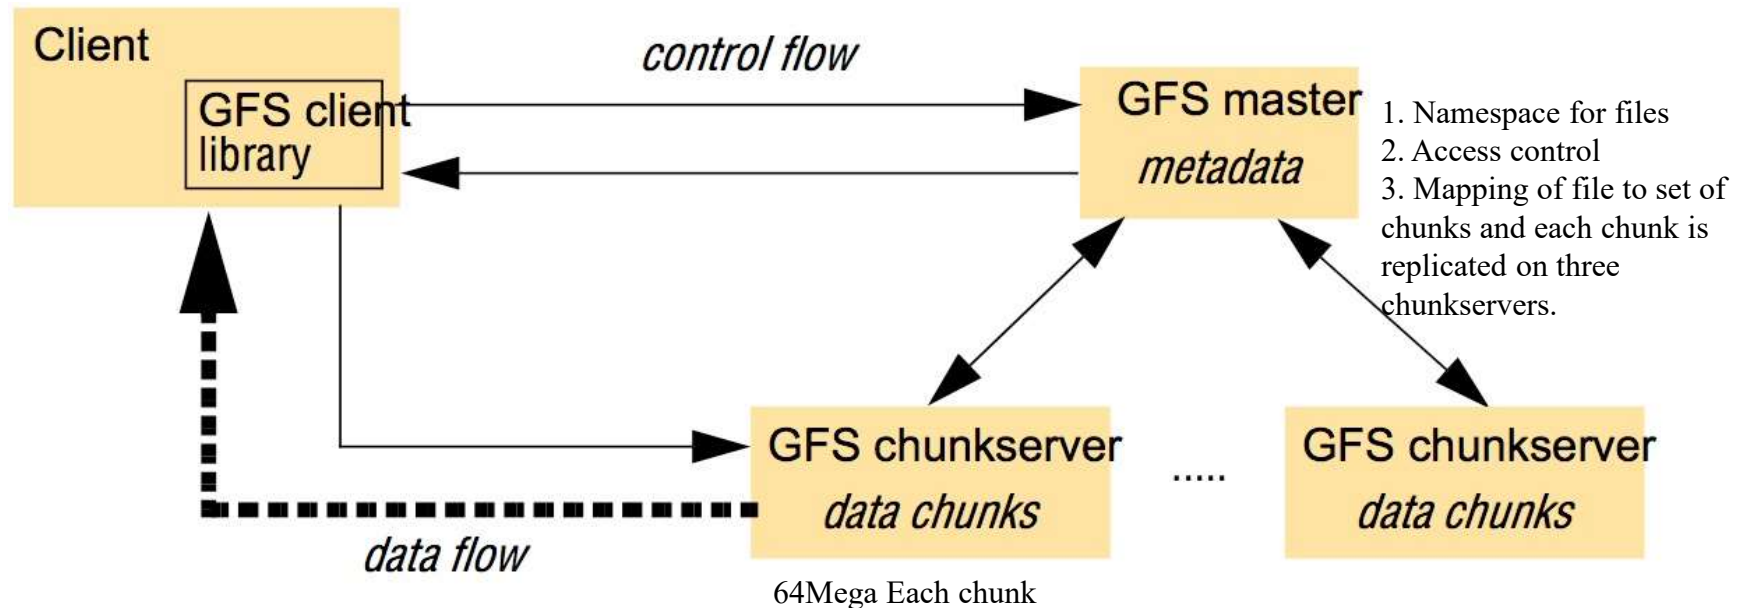 Client
GFS client
library
control flow
GFS master
metadata
1. Namespace for files
2. Access control
3. Mapping of file to set of
chunks and each chunk is
replicated on three
chunkservers.
GFS chunkserver
data chunks
.....
GFS chunkserver
data chunks
data flow
64Mega Each chunk